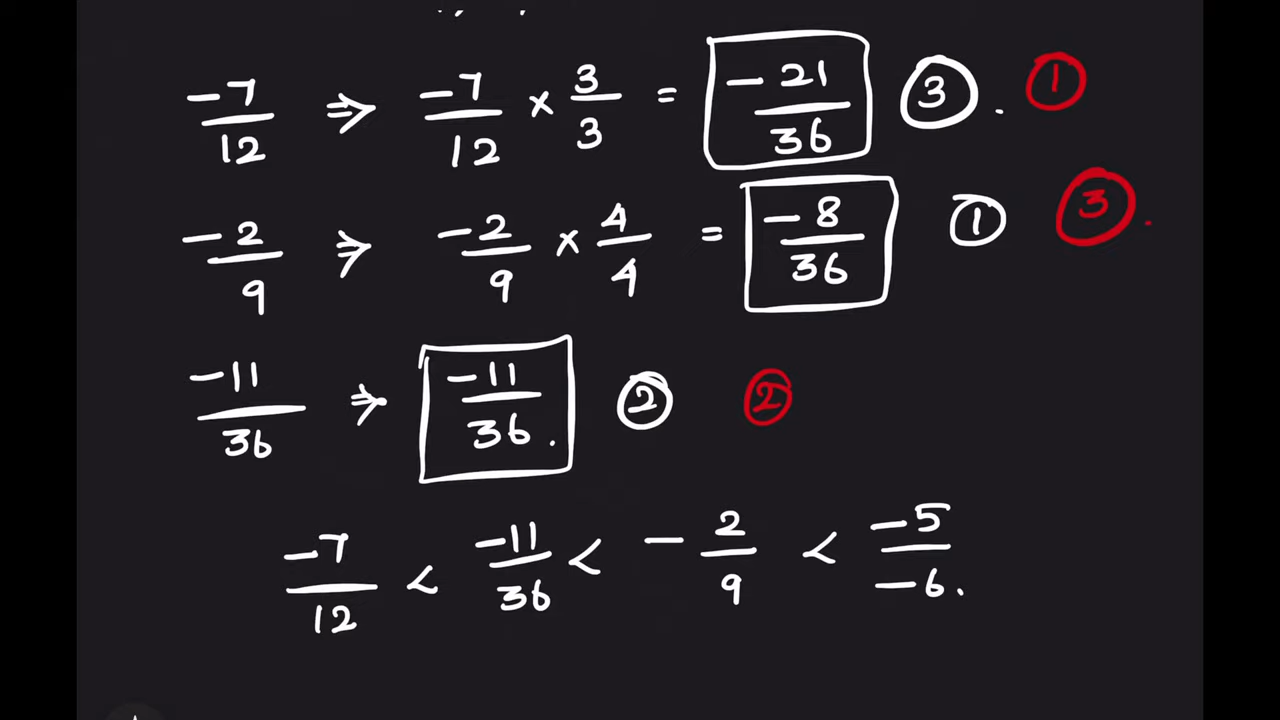 -7/12 ⇒ -7/12 × 3/3 = -21/36 ③. ①
-2/9 ⇒ -2/9 × 4/4 = -8/36 ① ③.
-11/36 ⇒ -11/36. ② ②
-7/12 < -11/36 < -2/9 < -5/-6.